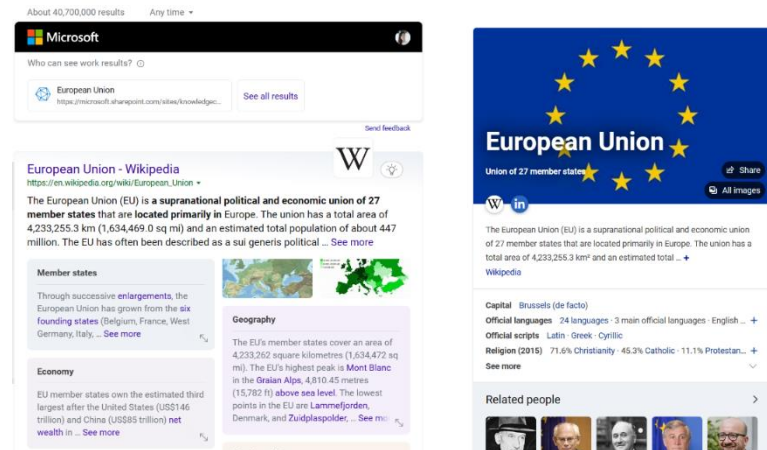 About 40,700,000 results Any time
Microsoft
Who can see work results?
European Union
https://microsoft.sharepoint.com/sites/knowledgec...
See all results
Send feedback
European Union - Wikipedia
https://en.wikipedia.org/wiki/European_Union
W
The European Union (EU) is a supranational political and economic union of 27
member states that are located primarily in Europe. The union has a total area of
4,233,255.3 km (1,634,469.0 sq mi) and an estimated total population of about 447
million. The EU has often been described as a sui generis political ... See more
Member states
Through successive enlargements, the
European Union has grown from the six
founding states (Belgium, France, West
Germany, Italy, ... See more
Economy
EU member states own the estimated third
largest after the United States (US$146
trillion) and China (US$85 trillion) net
wealth in ... See more
Geography
The EU's member states cover an area of
4,233,262 square kilometres (1,634,472 sq
mi). The EU's highest peak is Mont Blanc
in the Graian Alps, 4,810.45 metres
(15,782 ft) above sea level. The lowest
points in the EU are Lammefjorden,
Denmark, and Zuidplaspolder, ... See mo
European Union
Union of 27 member states
Share
All images
W in
The European Union (EU) is a supranational political and economic union
of 27 member states that are located primarily in Europe. The union has a
total area of 4,233,255.3 km² and an estimated total ... +
Wikipedia
Capital Brussels (de facto)
Official languages 24 languages · 3 main official languages · English ... +
Official scripts Latin · Greek · Cyrillic
Religion (2015) 71.6% Christianity · 45.3% Catholic · 11.1% Protestan... +
See more
Related people